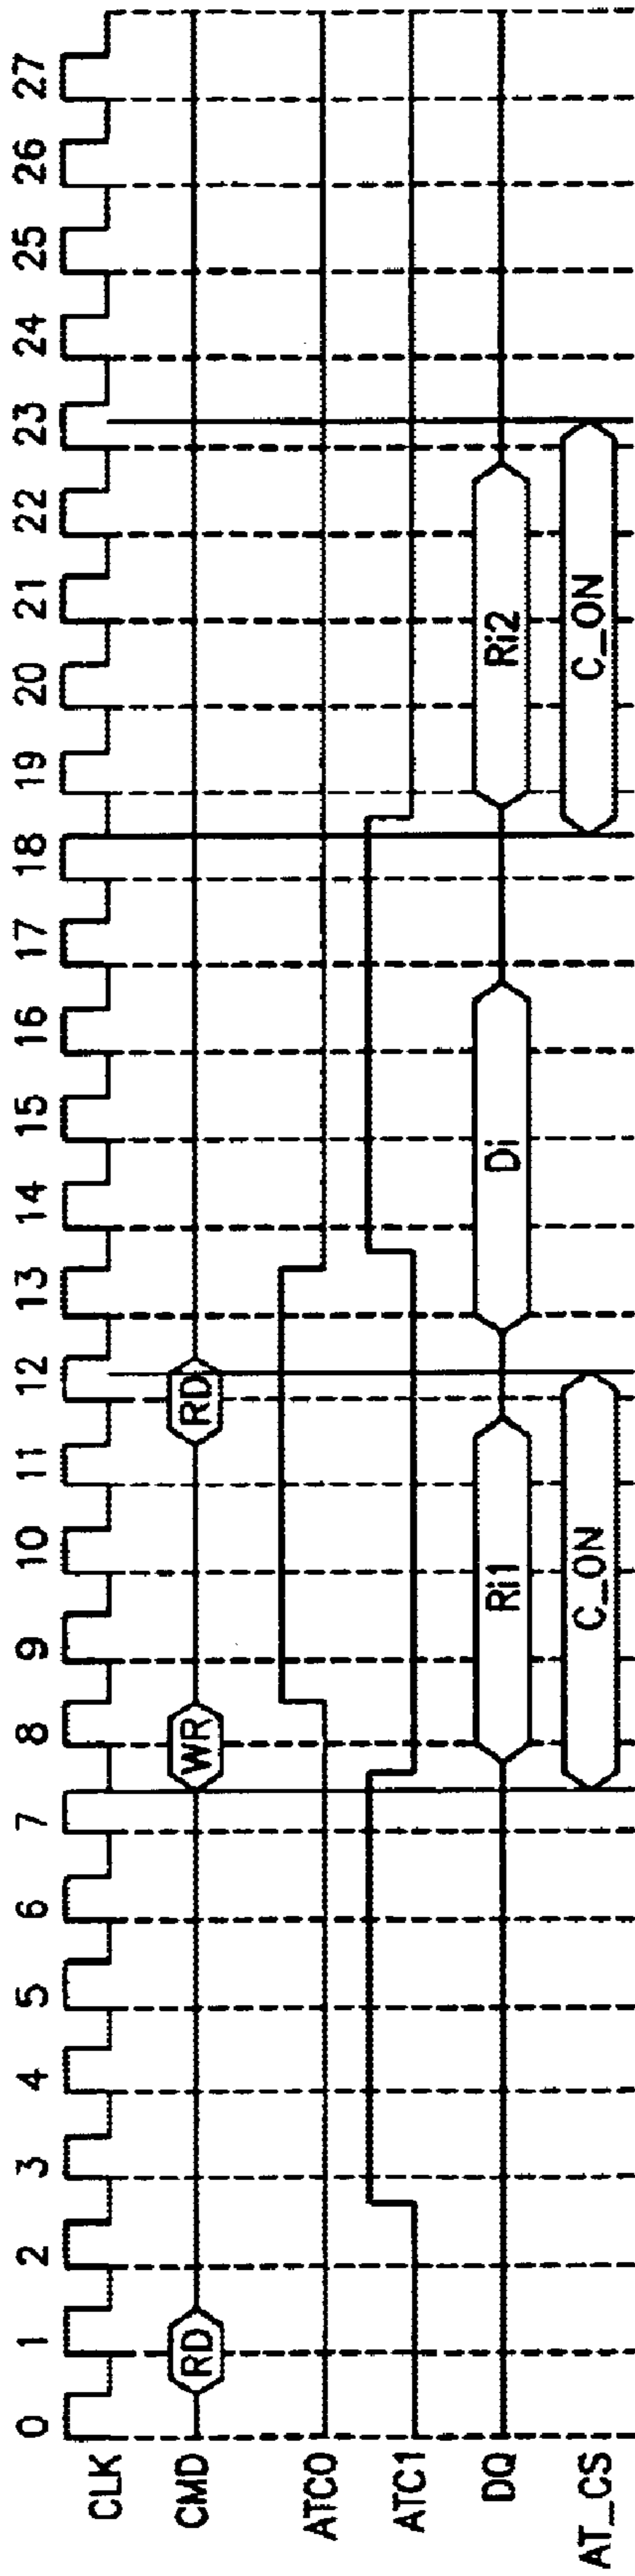 0 1 2 3 4 5 6 7 8 9 10 11 12 13 14 15 16 17 18 19 20 21 22 23 24 25 26 27
CLK
CMD RD WR RD
ATC0
ATC1
DQ Ri1 Di Ri2
AT_CS C_ON C_ON